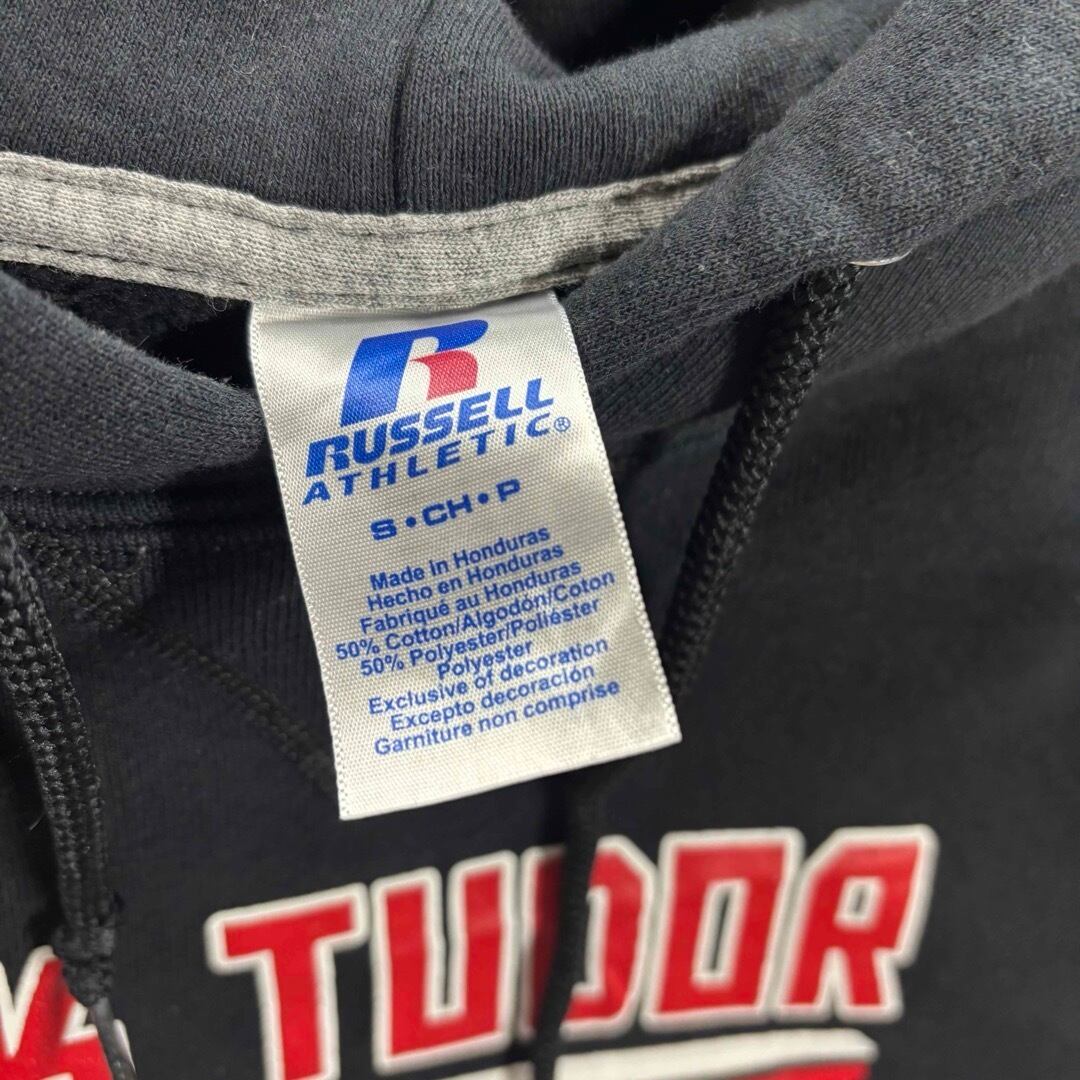 RUSSELL
ATHLETIC®
S•CH•P
Made in Honduras
Hecho en Honduras
Fabriqué au Honduras
50% Cotton/Algodón/Coton
50% Polyester/Poliéster
Polyester
Exclusive of decoration
Excepto decoración
Garniture non comprise
TUDOR